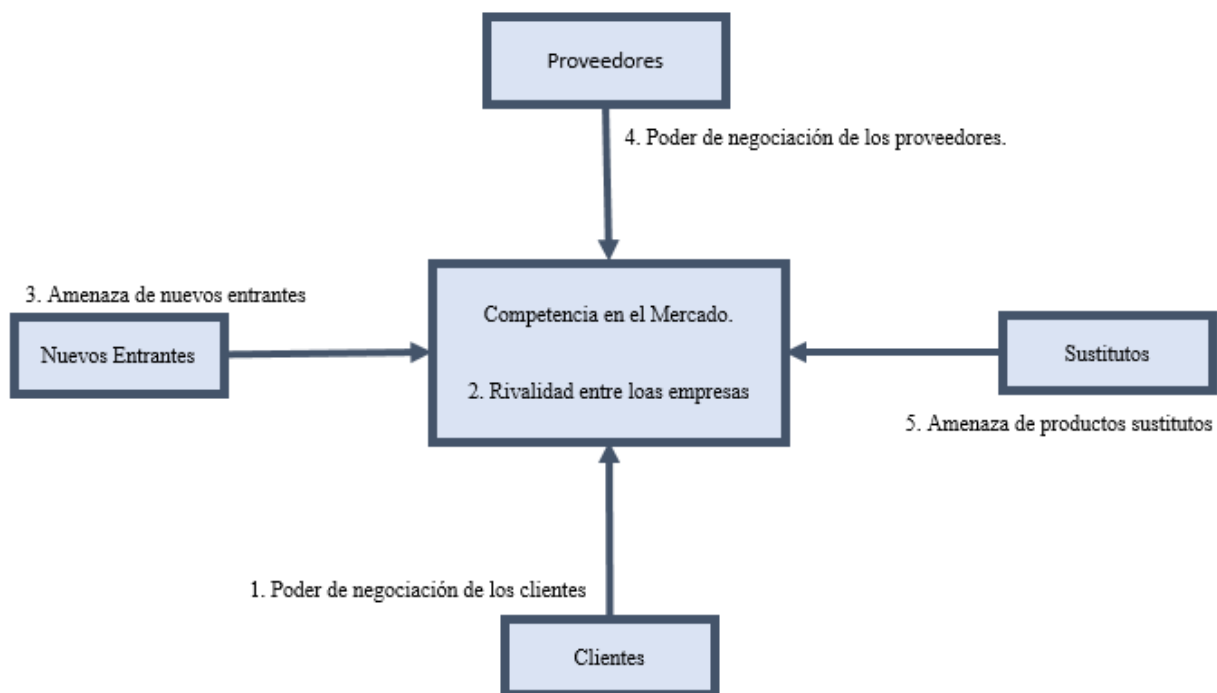 Proveedores
4. Poder de negociación de los proveedores.
3. Amenaza de nuevos entrantes
Nuevos Entrantes
Competencia en el Mercado.
2. Rivalidad entre loas empresas
Sustitutos
5. Amenaza de productos sustitutos
1. Poder de negociación de los clientes
Clientes